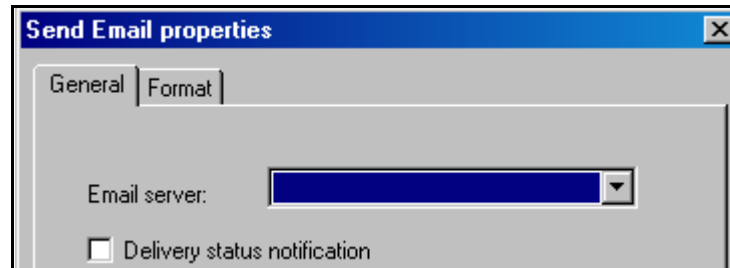 Send Email properties
General Format
Email server:
Delivery status notification